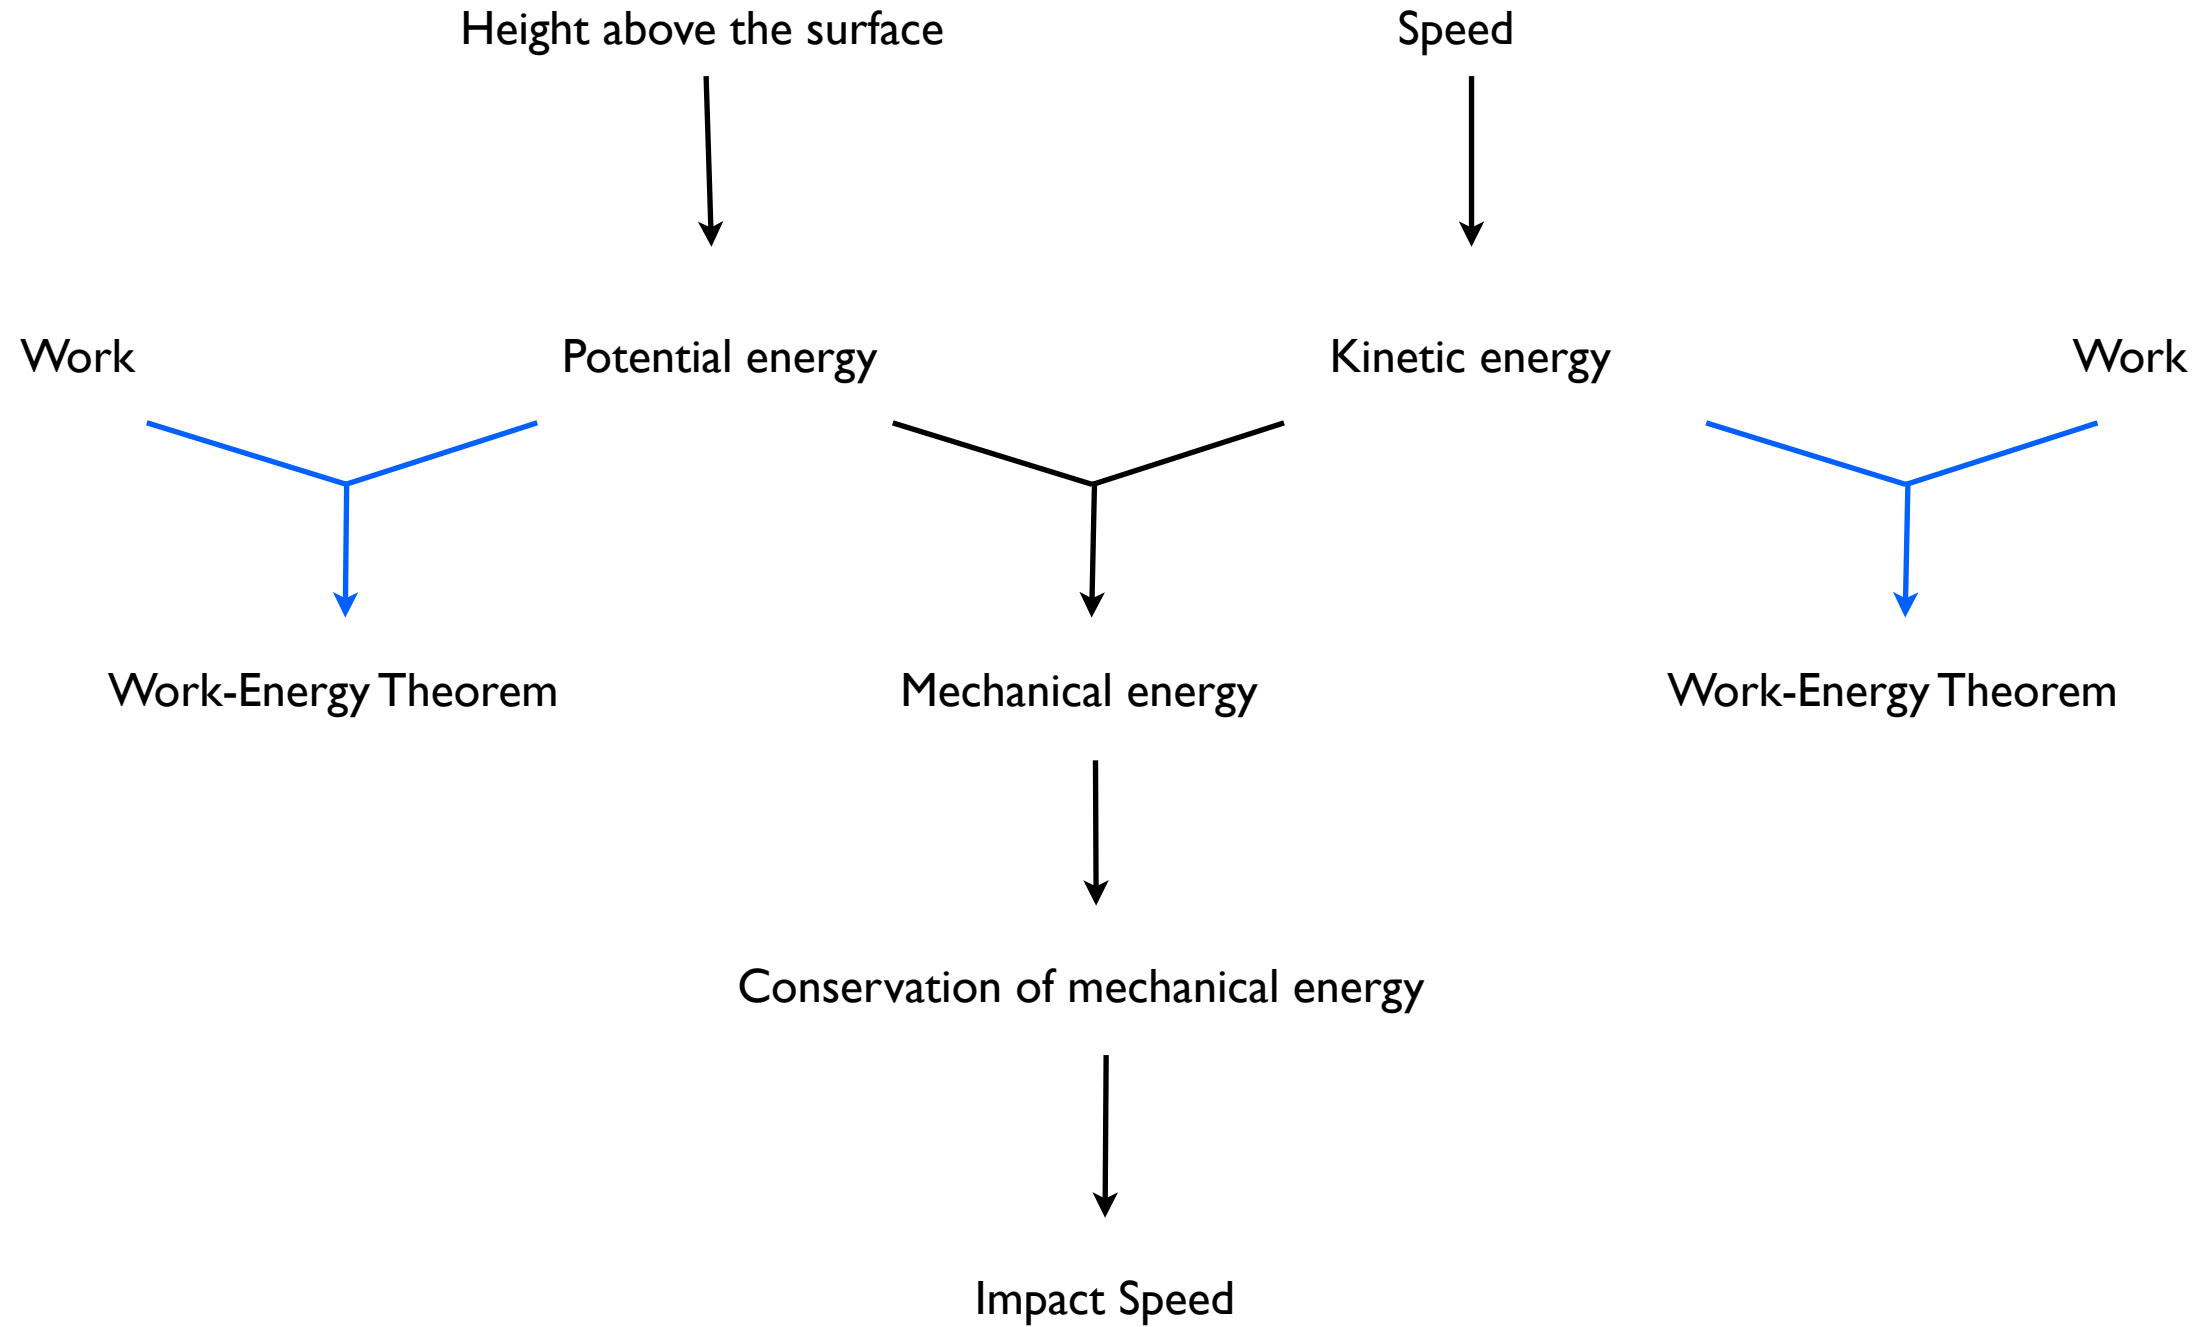 Height above the surface
Speed
Work
Potential energy
Kinetic energy
Work
Work-Energy Theorem
Mechanical energy
Work-Energy Theorem
Conservation of mechanical energy
Impact Speed